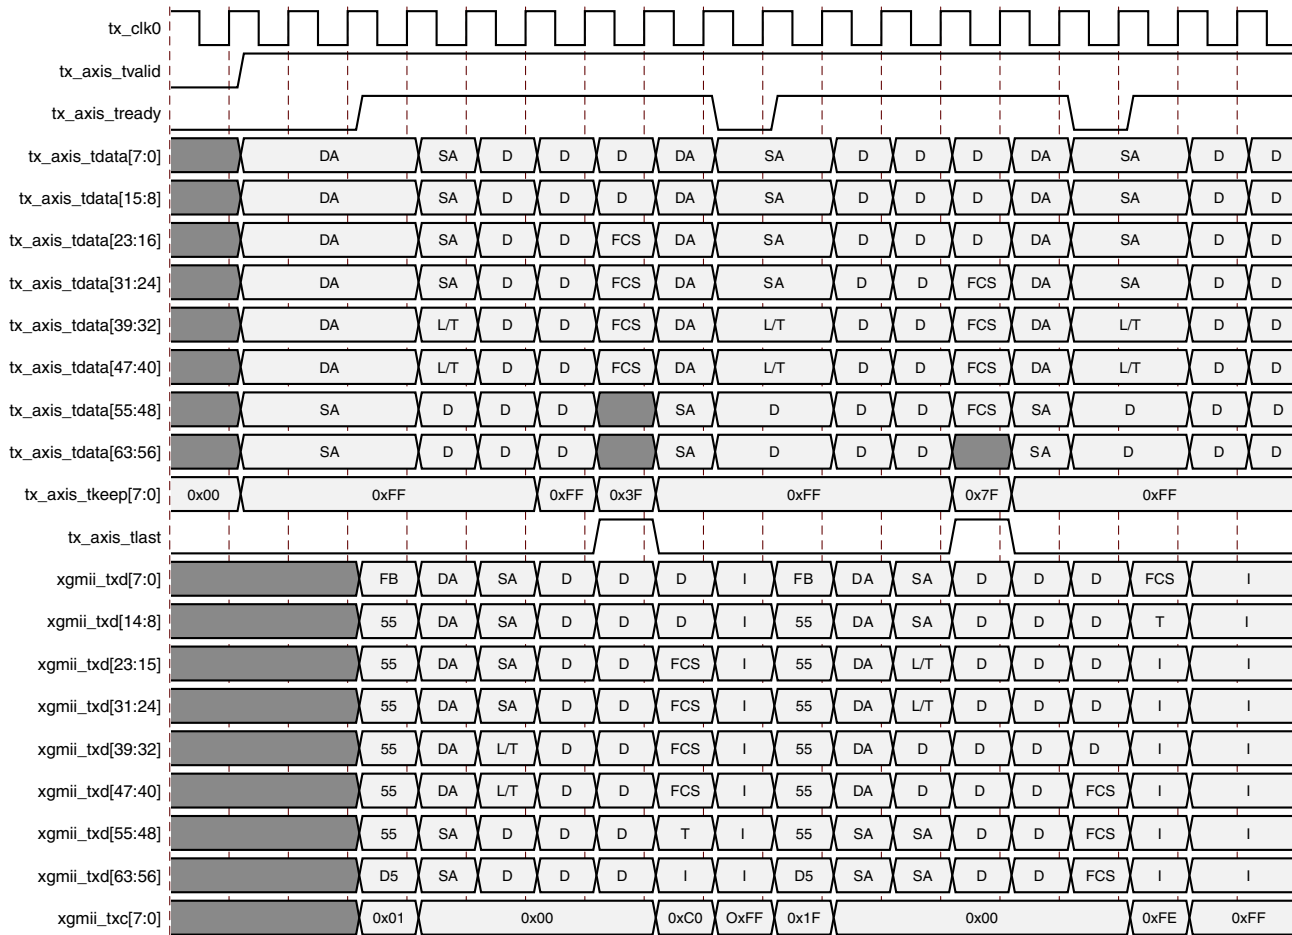 tx_clk0
tx_axis_tvalid
tx_axis_tready
tx_axis_tdata[7:0] DA SA D D D DA SA D D D DA SA D D
tx_axis_tdata[15:8] DA SA D D D DA SA D D D DA SA D D
tx_axis_tdata[23:16] DA SA D D FCS DA SA D D D DA SA D D
tx_axis_tdata[31:24] DA SA D D FCS DA SA D D FCS DA SA D D
tx_axis_tdata[39:32] DA L/T D D FCS DA L/T D D FCS DA L/T D D
tx_axis_tdata[47:40] DA L/T D D FCS DA L/T D D FCS DA L/T D D
tx_axis_tdata[55:48] SA D D D SA D D D FCS SA D D D
tx_axis_tdata[63:56] SA D D D SA D D D SA D D D
tx_axis_tkeep[7:0] 0x00 0xFF 0xFF 0x3F 0xFF 0x7F 0xFF
tx_axis_tlast
xgmii_txd[7:0] FB DA SA D D D I FB DA SA D D D FCS I
xgmii_txd[14:8] 55 DA SA D D D I 55 DA SA D D D T I
xgmii_txd[23:15] 55 DA SA D D FCS I 55 DA L/T D D D I I
xgmii_txd[31:24] 55 DA SA D D FCS I 55 DA L/T D D D I I
xgmii_txd[39:32] 55 DA L/T D D FCS I 55 DA D D D D I I
xgmii_txd[47:40] 55 DA L/T D D FCS I 55 DA D D D FCS I I
xgmii_txd[55:48] 55 SA D D D T I 55 SA SA D D FCS I I
xgmii_txd[63:56] D5 SA D D D I I D5 SA SA D D FCS I I
xgmii_txc[7:0] 0x01 0x00 0xC0 OxFF 0x1F 0x00 0xFE 0xFF